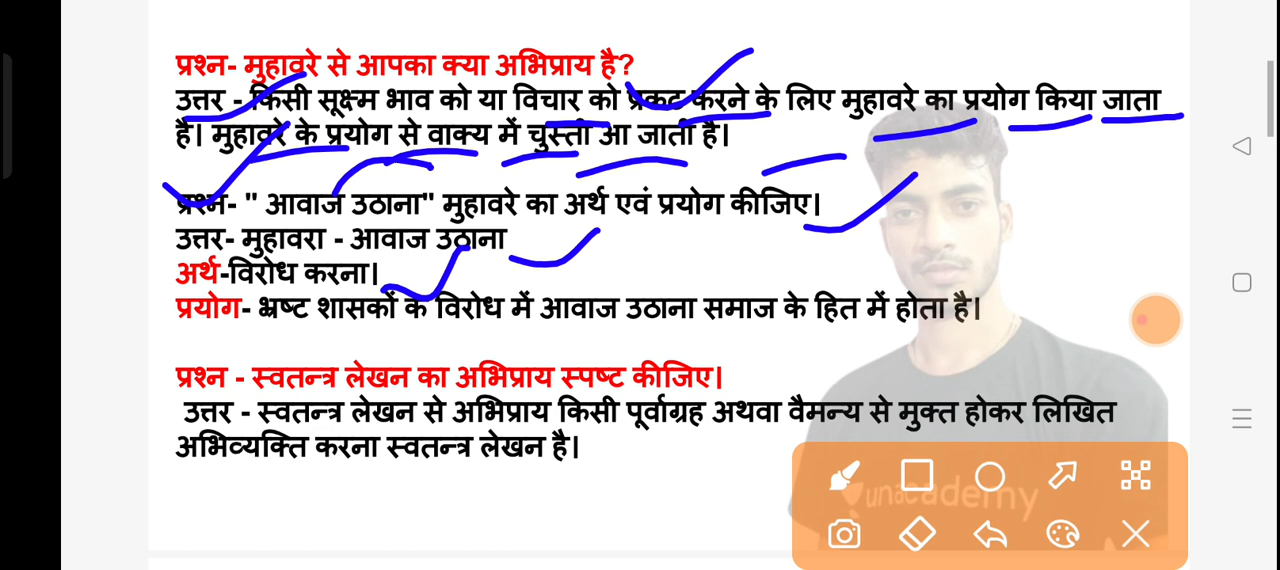 प्रश्न- मुहावरे से आपका क्या अभिप्राय है?
उत्तर - किसी सूक्ष्म भाव को या विचार को प्रकट करने के लिए मुहावरे का प्रयोग किया जाता
है। मुहावरे के प्रयोग से वाक्य में चुस्ती आ जाती है।
प्रश्न- " आवाज उठाना" मुहावरे का अर्थ एवं प्रयोग कीजिए।
उत्तर- मुहावरा - आवाज उठाना
अर्थ-विरोध करना।
प्रयोग- भ्रष्ट शासकों के विरोध में आवाज उठाना समाज के हित में होता है।
प्रश्न - स्वतन्त्र लेखन का अभिप्राय स्पष्ट कीजिए।
उत्तर - स्वतन्त्र लेखन से अभिप्राय किसी पूर्वाग्रह अथवा वैमन्य से मुक्त होकर लिखित
अभिव्यक्ति करना स्वतन्त्र लेखन है।
unacademy